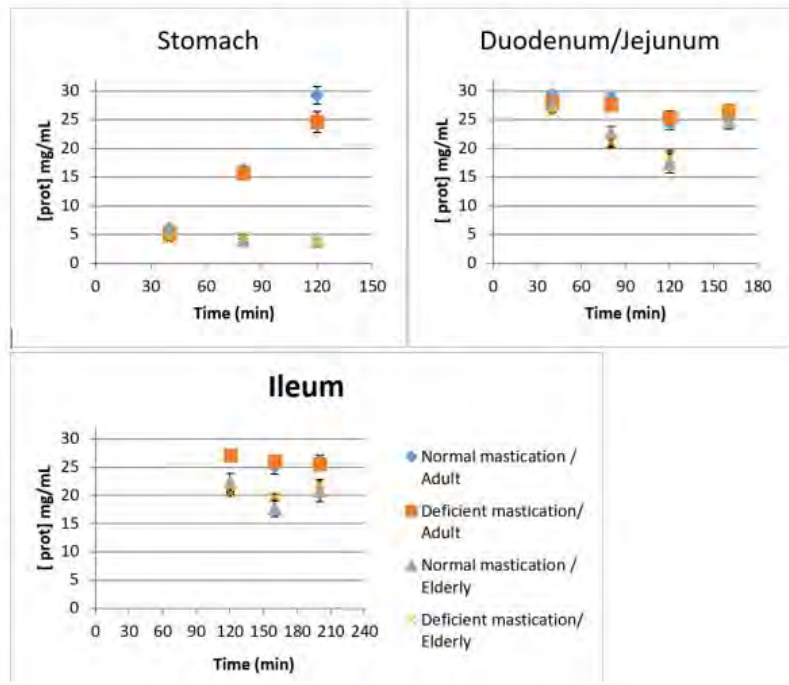 Stomach
[prot] mg/mL
30
25
20
15
10
5
0
0 30 60 90 120 150
Time (min)
Duodenum/Jejunum
[ prot] mg/mL
30
25
20
15
10
5
0
0 30 60 90 120 150 180
Time (min)
Ileum
[ prot] mg/mL
30
25
20
15
10
5
0
0 30 60 90 120 150 180 210 240
Time (min)
Normal mastication /
Adult
Deficient mastication/
Adult
Normal mastication /
Elderly
Deficient mastication/
Elderly